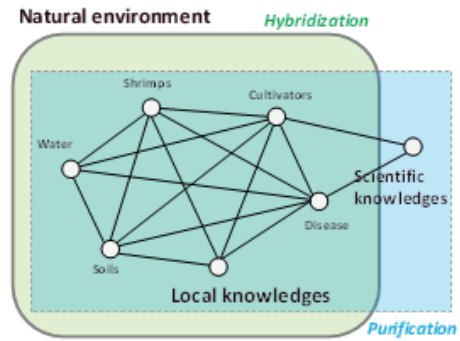 Natural environment
Hybridization
Shrimps
Cultivators
Water
Scientific
knowledges
Disease
Soils
Local knowledges
Purification